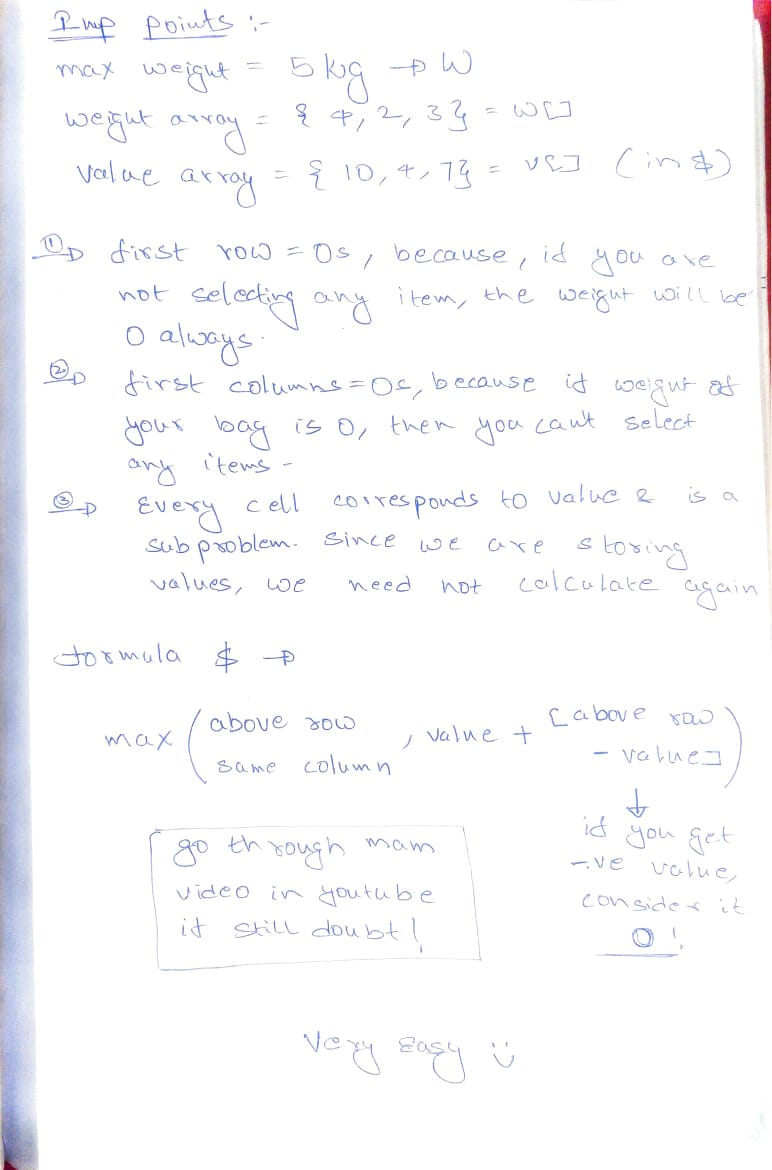 Imp points :-
max weight = 5 kg → W
weight array = { 4, 2, 3 } = W[]
value array = { 10, 4, 7 } = v[] (in $)
① → first row = 0s, because, if you are
not selecting any item, the weight will be
0 always.
② → first columns = 0s, because if weight of
your bag is 0, then you can't select
any items -
③ → Every cell corresponds to value & is a
sub problem. Since we are storing
values, we need not calculate again
formula $ →
max ( above row same column , value + [above row - value] )
↓
if you get
-ve value,
consider it
0 !
go through mam
video in youtube
if still doubt !
Very Easy ü